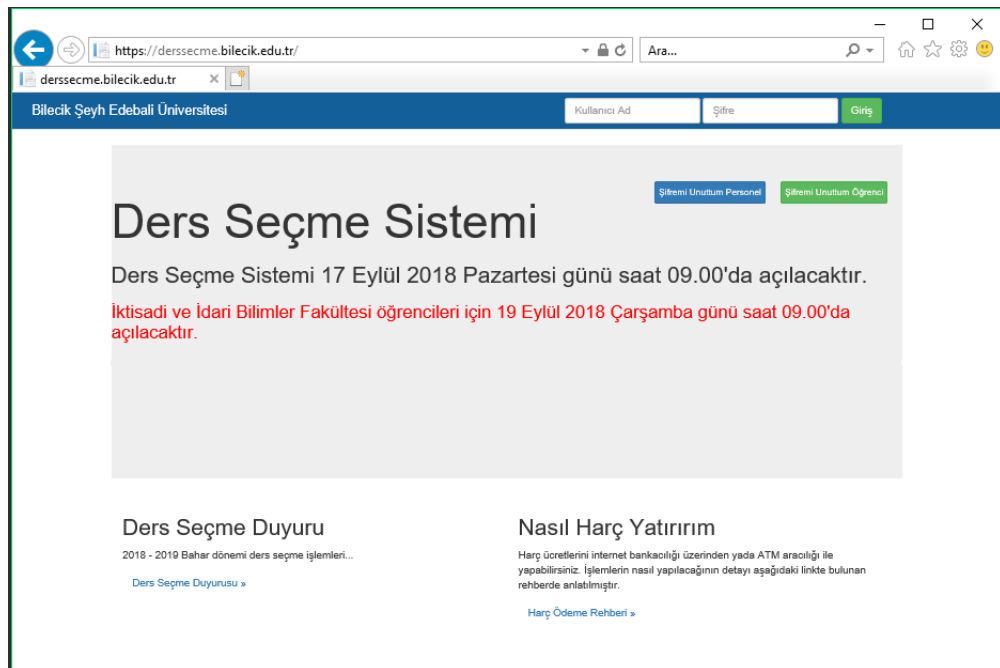 https://derssecme.bilecik.edu.tr/
Ara...
derssecme.bilecik.edu.tr
Bilecik Şeyh Edebali Üniversitesi
Kullanıcı Ad
Şifre
Giriş
Şifremi Unuttum Personel
Şifremi Unuttum Öğrenci
Ders Seçme Sistemi
Ders Seçme Sistemi 17 Eylül 2018 Pazartesi günü saat 09.00'da açılacaktır.
İktisadi ve İdari Bilimler Fakültesi öğrencileri için 19 Eylül 2018 Çarşamba günü saat 09.00'da
açılacaktır.
Ders Seçme Duyuru
2018 - 2019 Bahar dönemi ders seçme işlemleri...
Ders Seçme Duyurusu »
Nasıl Harç Yatırırım
Harç ücretlerini internet bankacılığı üzerinden yada ATM aracılığı ile
yapabilirsiniz. İşlemlerin nasıl yapılacağının detayı aşağıdaki linkte bulunan
rehberde anlatılmıştır.
Harç Ödeme Rehberi »